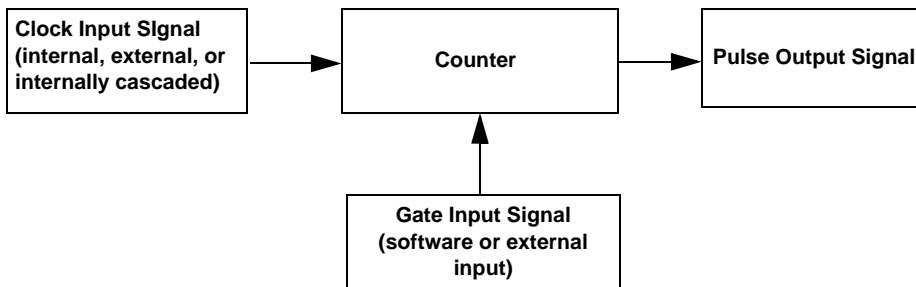 Clock Input SIgnal
(internal, external, or
internally cascaded)
Counter
Pulse Output Signal
Gate Input Signal
(software or external
input)